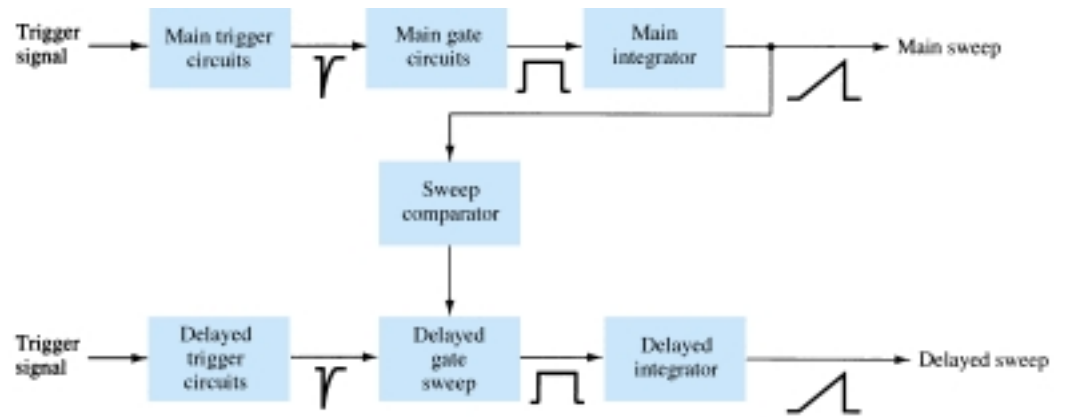 Trigger
signal
Main trigger
circuits
Main gate
circuits
Main
integrator
Main sweep
Sweep
comparator
Trigger
signal
Delayed
trigger
circuits
Delayed
gate
sweep
Delayed
integrator
Delayed sweep